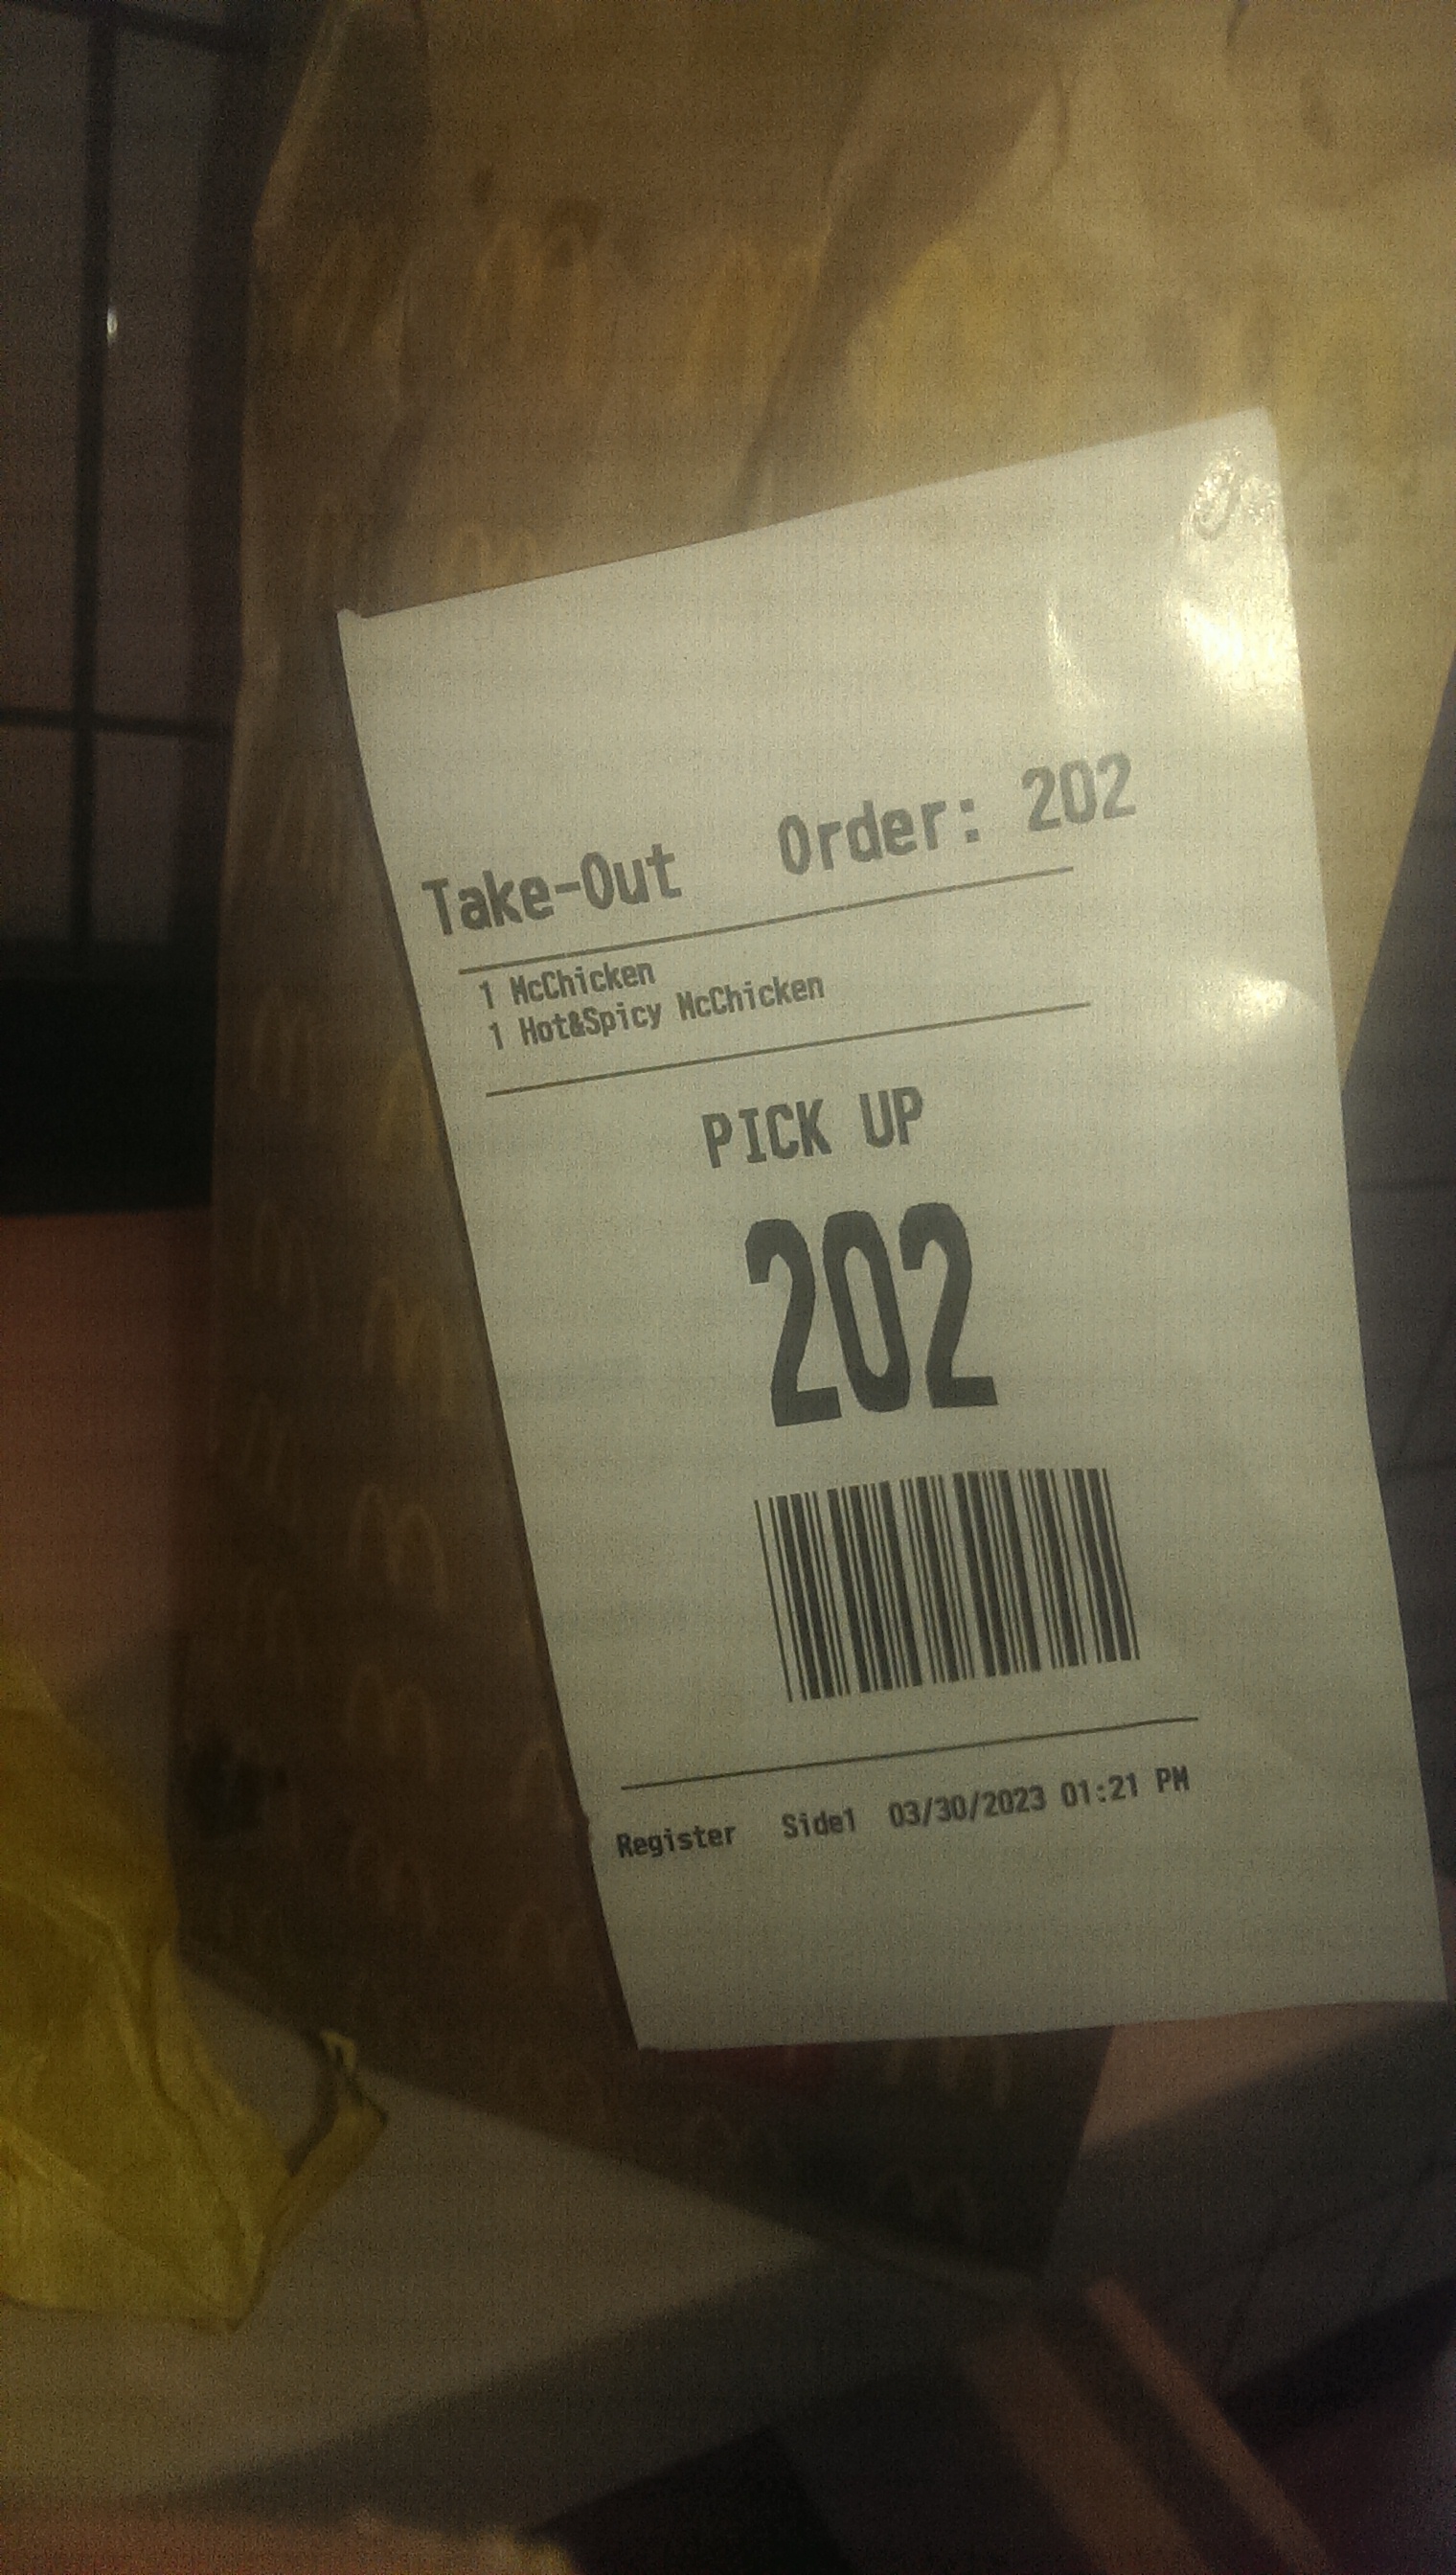 Take-Out Order: 202
1 McChicken
1 Hot&Spicy McChicken
PICK UP
202
Register Side1 03/30/2023 01:21 PM